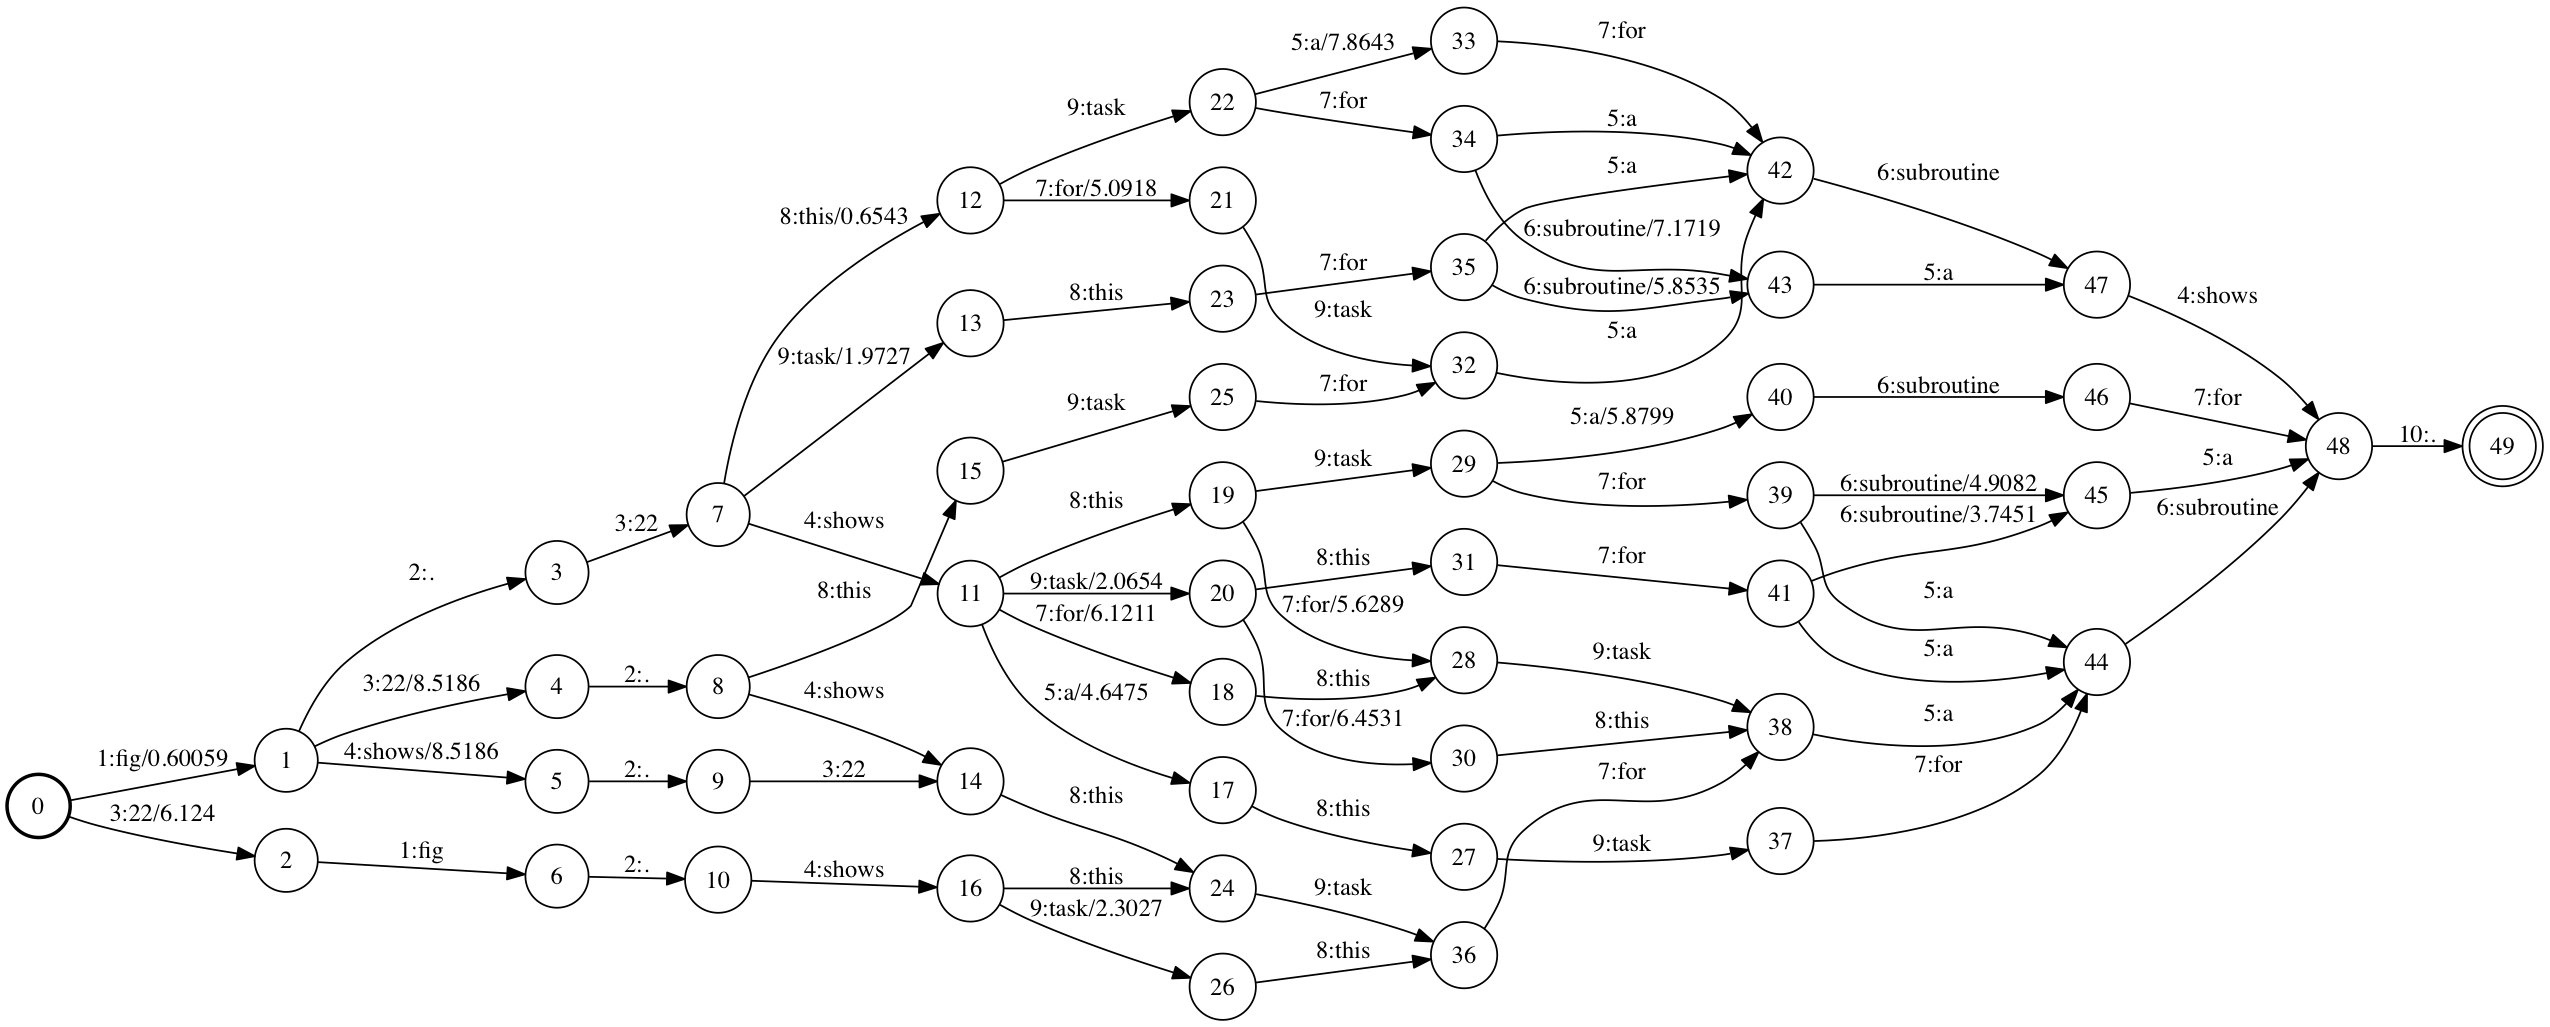 33
7:for
5:a/7.8643
22
7:for
9:task
34
5:a
42
5:a
6:subroutine
12
7:for/5.0918
21
8:this/0.6543
6:subroutine/7.1719
35
7:for
6:subroutine/5.8535
43
5:a
47
4:shows
13
8:this
23
9:task
5:a
9:task/1.9727
32
25
7:for
9:task
40
6:subroutine
46
7:for
5:a/5.8799
15
48
10:.
49
29
9:task
7:for
19
8:this
39
6:subroutine/4.9082
6:subroutine/3.7451
45
5:a
6:subroutine
7
4:shows
3:22
3
2:.
8:this
11
9:task/2.0654
7:for/6.1211
20
8:this
31
7:for
7:for/5.6289
41
5:a
5:a
44
18
8:this
28
9:task
5:a/4.6475
7:for/6.4531
4
2:.
8
4:shows
3:22/8.5186
30
8:this
38
5:a
1
4:shows/8.5186
1:fig/0.60059
5
2:.
9
3:22
14
8:this
17
8:this
7:for
7:for
0
3:22/6.124
2
1:fig
6
2:.
10
4:shows
16
8:this
9:task/2.3027
24
9:task
27
9:task
37
26
8:this
36